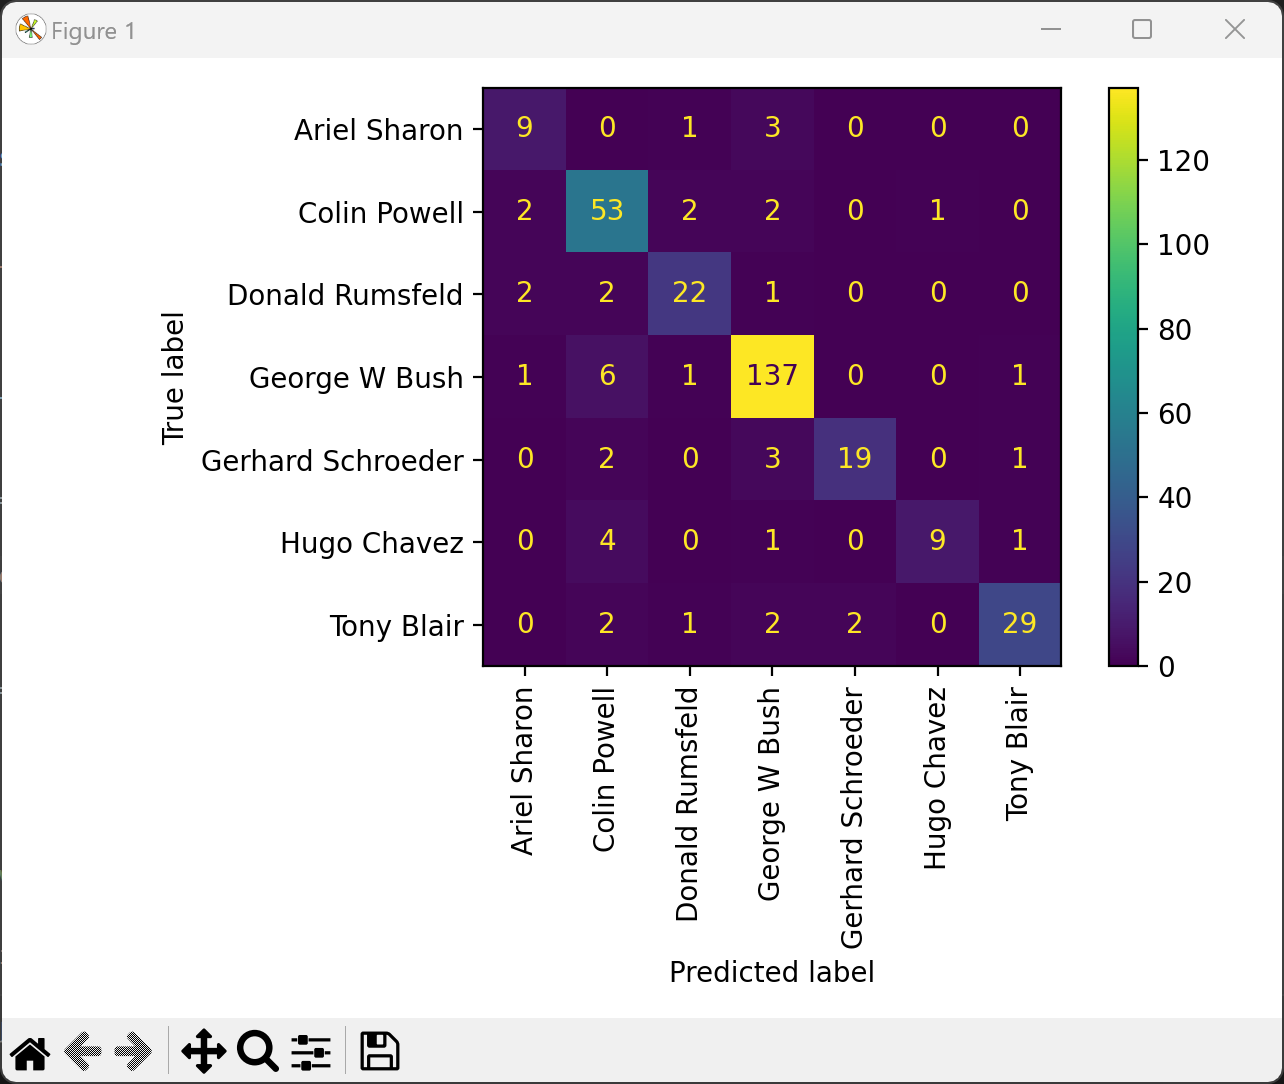 Figure 1
Ariel Sharon 9 0 1 3 0 0 0
Colin Powell 2 53 2 2 0 1 0
Donald Rumsfeld 2 2 22 1 0 0 0
George W Bush 1 6 1 137 0 0 1
Gerhard Schroeder 0 2 0 3 19 0 1
Hugo Chavez 0 4 0 1 0 9 1
Tony Blair 0 2 1 2 2 0 29
True label
Ariel Sharon
Colin Powell
Donald Rumsfeld
George W Bush
Gerhard Schroeder
Hugo Chavez
Tony Blair
Predicted label
120
100
80
60
40
20
0